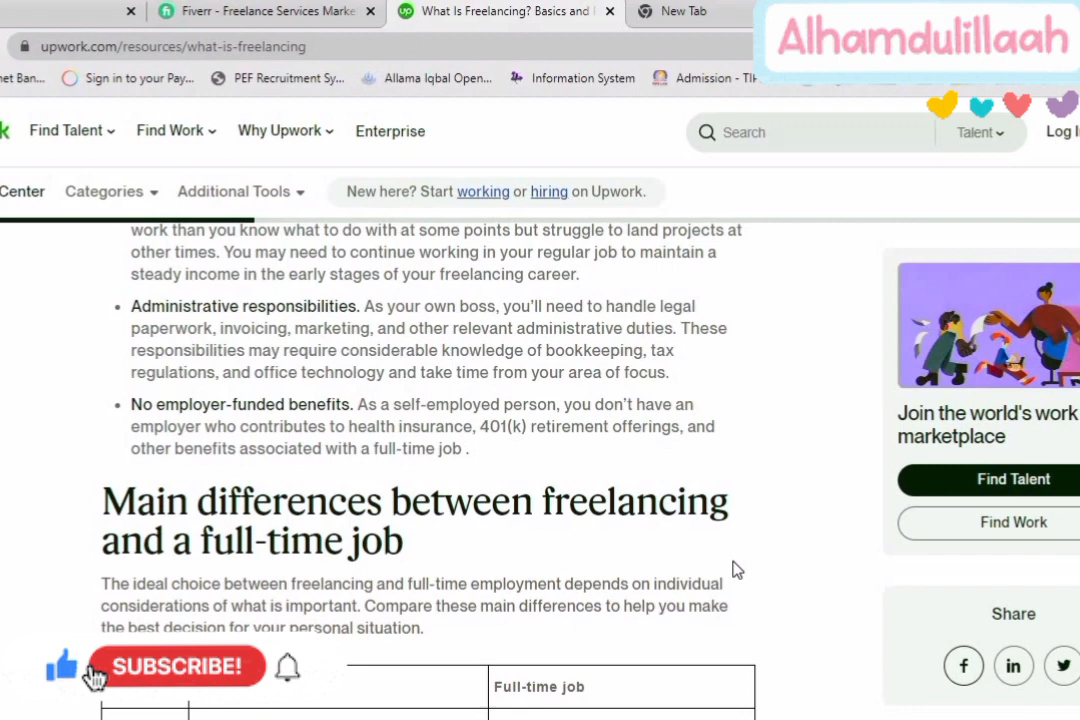 Fiverr - Freelance Services Marke
What Is Freelancing? Basics and
New Tab
Alhamdulillaah
upwork.com/resources/what-is-freelancing
net Ban...
Sign in to your Pay...
PEF Recruitment Sy...
Allama Iqbal Open...
Information System
Admission - TIP
k
Find Talent
Find Work
Why Upwork
Enterprise
Search
Talent
Log I
Center
Categories
Additional Tools
New here? Start working or hiring on Upwork.
work than you know what to do with at some points but struggle to land projects at
other times. You may need to continue working in your regular job to maintain a
steady income in the early stages of your freelancing career.
Administrative responsibilities. As your own boss, you'll need to handle legal
paperwork, invoicing, marketing, and other relevant administrative duties. These
responsibilities may require considerable knowledge of bookkeeping, tax
regulations, and office technology and take time from your area of focus.
No employer-funded benefits. As a self-employed person, you don't have an
employer who contributes to health insurance, 401(k) retirement offerings, and
other benefits associated with a full-time job .
Main differences between freelancing
and a full-time job
The ideal choice between freelancing and full-time employment depends on individual
considerations of what is important. Compare these main differences to help you make
the best decision for your personal situation.
Full-time job
Join the world's work
marketplace
Find Talent
Find Work
Share
SUBSCRIBE!